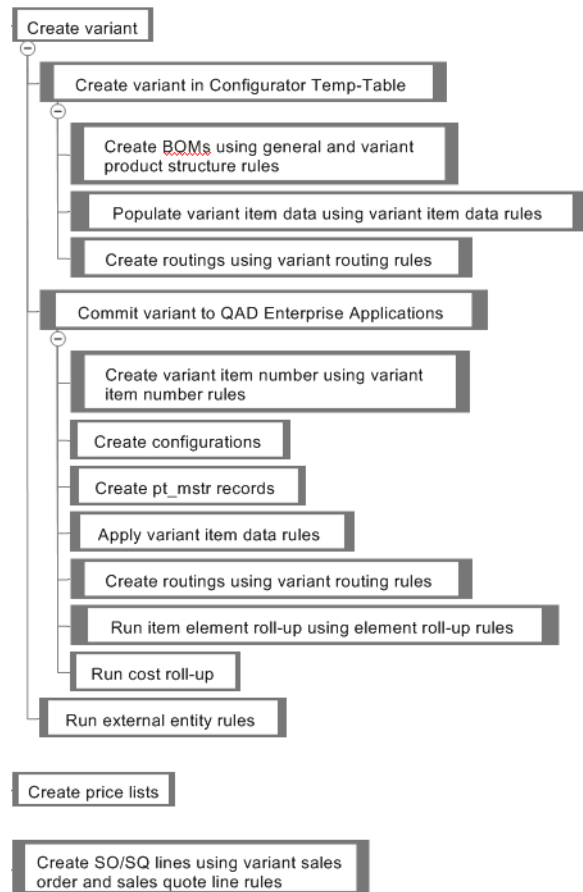 Create variant
Create variant in Configurator Temp-Table
Create BOMs using general and variant
product structure rules
Populate variant item data using variant item data rules
Create routings using variant routing rules
Commit variant to QAD Enterprise Applications
Create variant item number using variant
item number rules
Create configurations
Create pt_mstr records
Apply variant item data rules
Create routings using variant routing rules
Run item element roll-up using element roll-up rules
Run cost roll-up
Run external entity rules
Create price lists
Create SO/SQ lines using variant sales
order and sales quote line rules